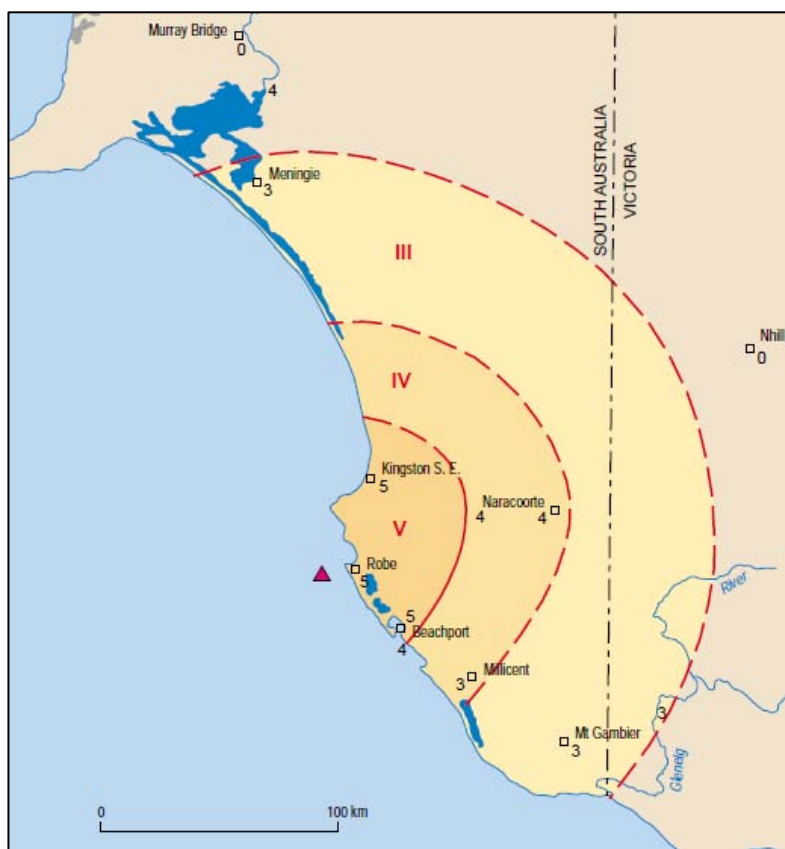 Murray Bridge
0
4
Meningie
3
III
SOUTH AUSTRALIA
VICTORIA
Nhill
0
IV
Kingston S. E.
5
Naracoorte
4
4
V
Robe
5
5
Beachport
4
River
Millicent
3
3
Mt Gambier
3
Glenelg
0
100 km